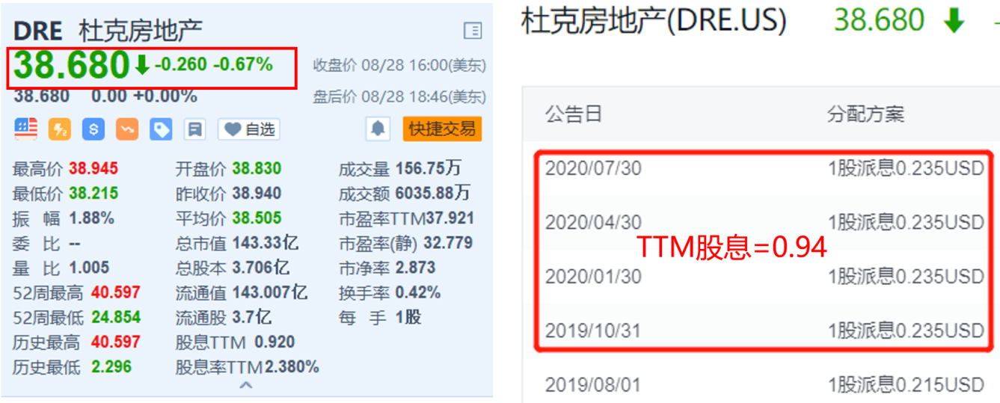 DRE 杜克房地产
38.680 -0.260 -0.67% 收盘价 08/28 16:00(美东)
38.680 0.00 +0.00% 盘后价 08/28 18:46(美东)
自选 快捷交易
最高价 38.945 开盘价 38.830 成交量 156.75万
最低价 38.215 昨收价 38.940 成交额 6035.88万
振 幅 1.88% 平均价 38.505 市盈率TTM37.921
委 比 -- 总市值 143.33亿 市盈率(静) 32.779
量 比 1.005 总股本 3.706亿 市净率 2.873
52周最高 40.597 流通值 143.007亿 换手率 0.42%
52周最低 24.854 流通股 3.7亿 每 手 1股
历史最高 40.597 股息TTM 0.920
历史最低 2.296 股息率TTM2.380%
杜克房地产(DRE.US) 38.680
公告日 分配方案
2020/07/30 1股派息0.235USD
2020/04/30 1股派息0.235USD
TTM股息=0.94
2020/01/30 1股派息0.235USD
2019/10/31 1股派息0.235USD
2019/08/01 1股派息0.215USD